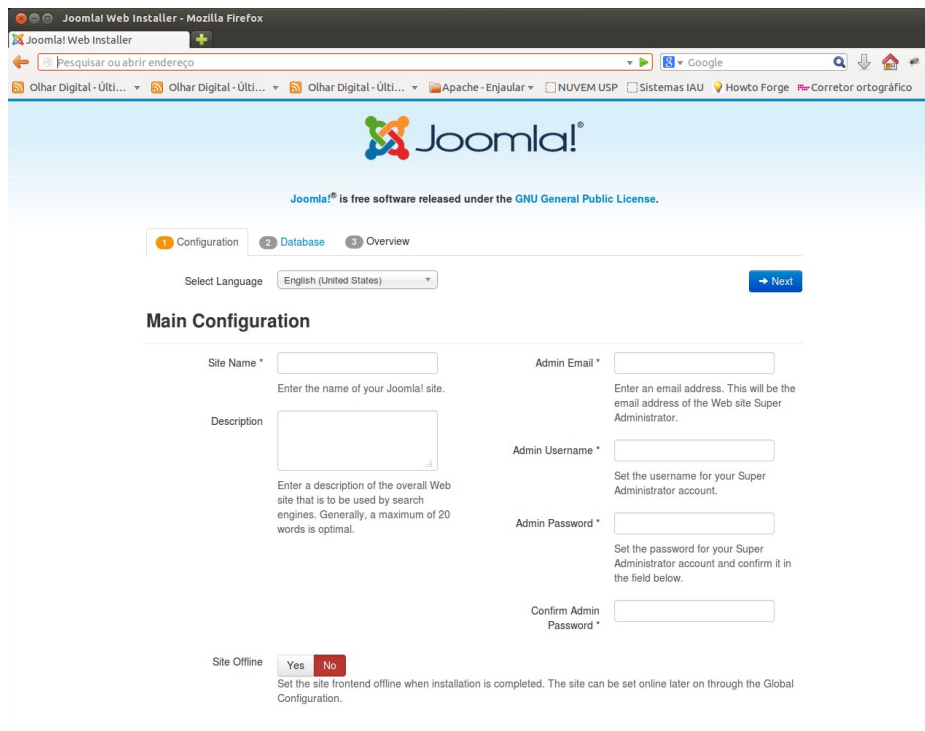 Joomla! Web Installer - Mozilla Firefox
Joomla! Web Installer
Pesquisar ou abrir endereço
Google
Olhar Digital - Últi... Olhar Digital - Últi... Olhar Digital - Últi... Apache - Enjaular NUVEM USP Sistemas IAU Howto Forge Corretor ortográfico
Joomla!®
Joomla!® is free software released under the GNU General Public License.
1 Configuration 2 Database 3 Overview
Select Language English (United States) Next
Main Configuration
Site Name *
Enter the name of your Joomla! site.
Description
Enter a description of the overall Web
site that is to be used by search
engines. Generally, a maximum of 20
words is optimal.
Admin Email *
Enter an email address. This will be the
email address of the Web site Super
Administrator.
Admin Username *
Set the username for your Super
Administrator account.
Admin Password *
Set the password for your Super
Administrator account and confirm it in
the field below.
Confirm Admin
Password *
Site Offline Yes No
Set the site frontend offline when installation is completed. The site can be set online later on through the Global
Configuration.